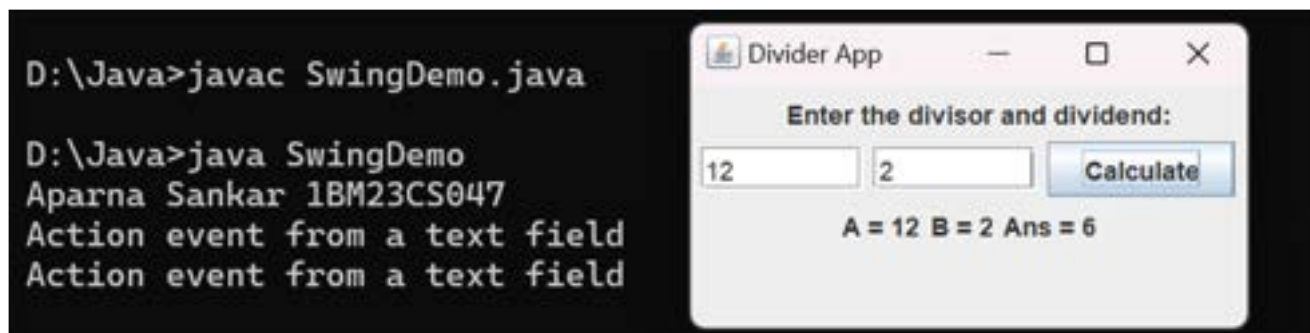 D:\Java>javac SwingDemo.java
D:\Java>java SwingDemo
Aparna Sankar 1BM23CS047
Action event from a text field
Action event from a text field
Divider App
Enter the divisor and dividend:
12 2 Calculate
A = 12 B = 2 Ans = 6